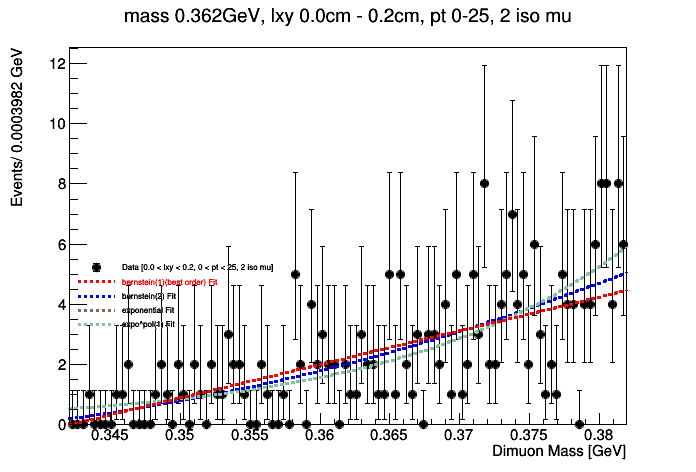 mass 0.362GeV, lxy 0.0cm - 0.2cm, pt 0-25, 2 iso mu
Events/ 0.0003982 GeV
12
10
8
6
4
2
0
Data [0.0 < lxy < 0.2, 0 < pt < 25, 2 iso mu]
bernstein(1)(best order) Fit
bernstein(2) Fit
exponential Fit
expo*pol(1) Fit
0.345 0.35 0.355 0.36 0.365 0.37 0.375 0.38
Dimuon Mass [GeV]